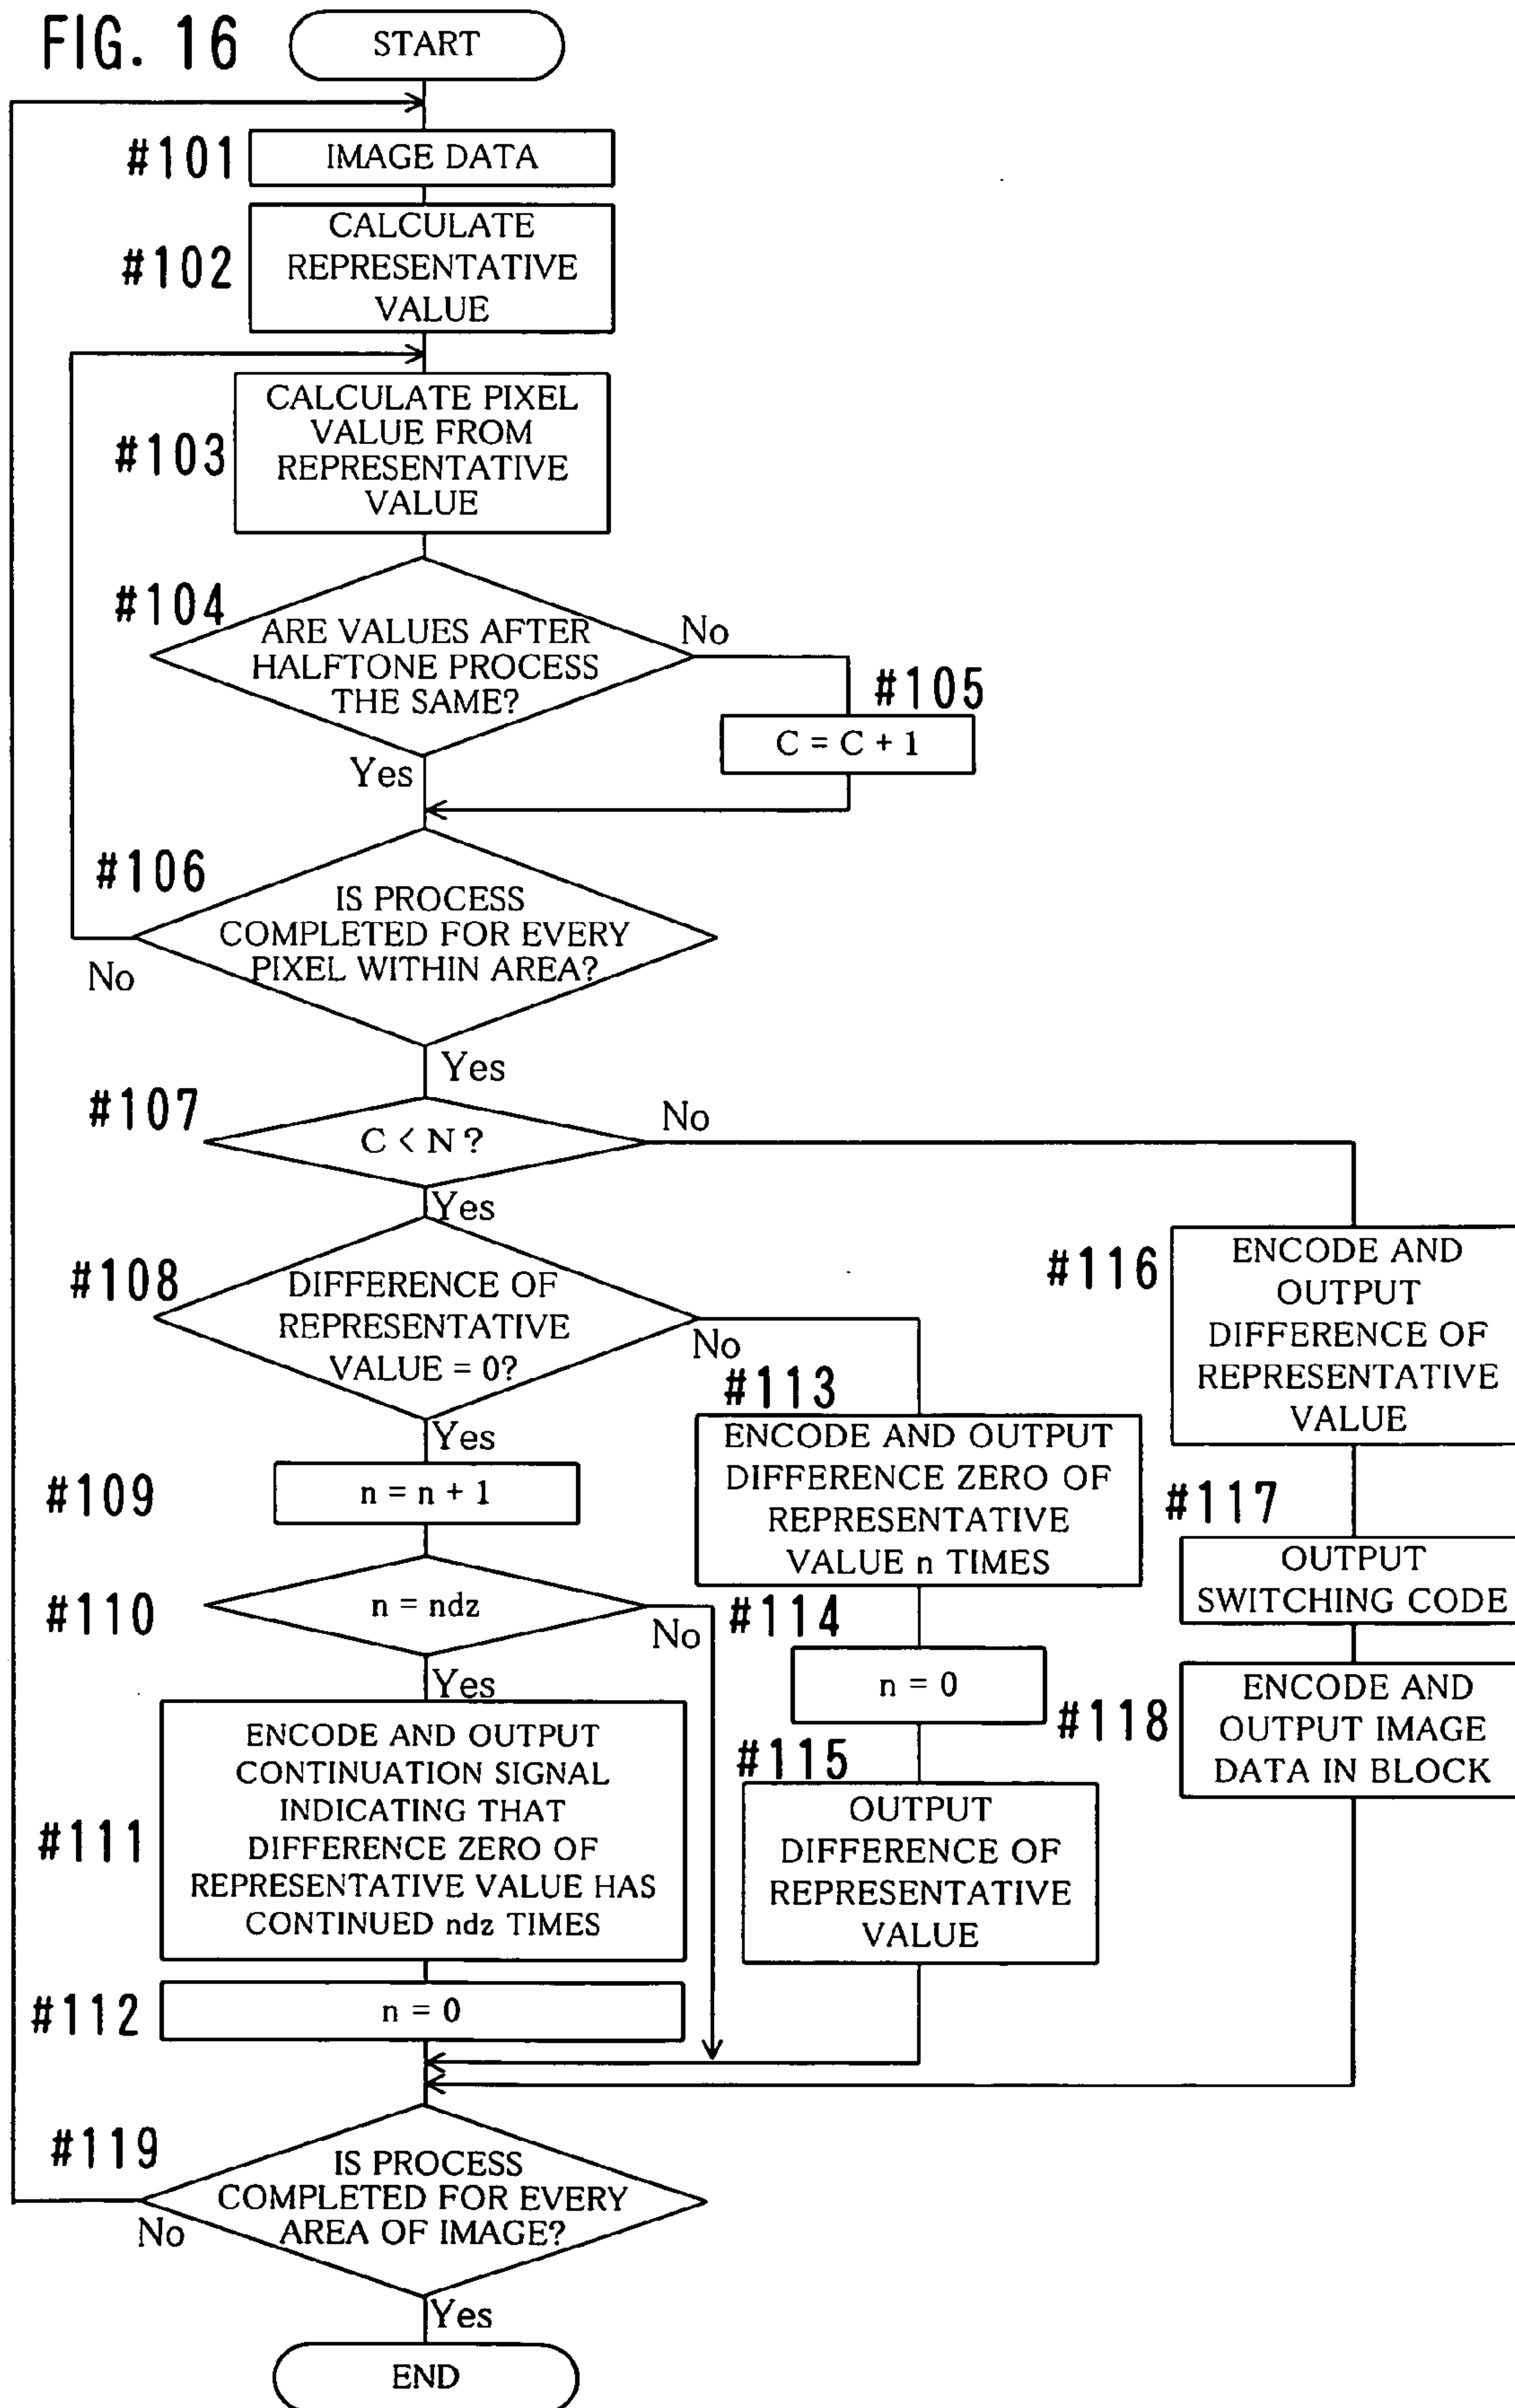 FIG. 16
START
#101
IMAGE DATA
#102
CALCULATE
REPRESENTATIVE
VALUE
#103
CALCULATE PIXEL
VALUE FROM
REPRESENTATIVE
VALUE
#104
ARE VALUES AFTER
HALFTONE PROCESS
THE SAME?
No
Yes
#105
C = C + 1
#106
IS PROCESS
COMPLETED FOR EVERY
PIXEL WITHIN AREA?
No
Yes
#107
C < N ?
No
Yes
#108
DIFFERENCE OF
REPRESENTATIVE
VALUE = 0?
No
Yes
#109
n = n + 1
#110
n = ndz
No
Yes
#111
ENCODE AND OUTPUT
CONTINUATION SIGNAL
INDICATING THAT
DIFFERENCE ZERO OF
REPRESENTATIVE VALUE HAS
CONTINUED ndz TIMES
#112
n = 0
#113
ENCODE AND OUTPUT
DIFFERENCE ZERO OF
REPRESENTATIVE
VALUE n TIMES
#114
n = 0
#115
OUTPUT
DIFFERENCE OF
REPRESENTATIVE
VALUE
#116
ENCODE AND
OUTPUT
DIFFERENCE OF
REPRESENTATIVE
VALUE
#117
OUTPUT
SWITCHING CODE
#118
ENCODE AND
OUTPUT IMAGE
DATA IN BLOCK
#119
IS PROCESS
COMPLETED FOR EVERY
AREA OF IMAGE?
No
Yes
END